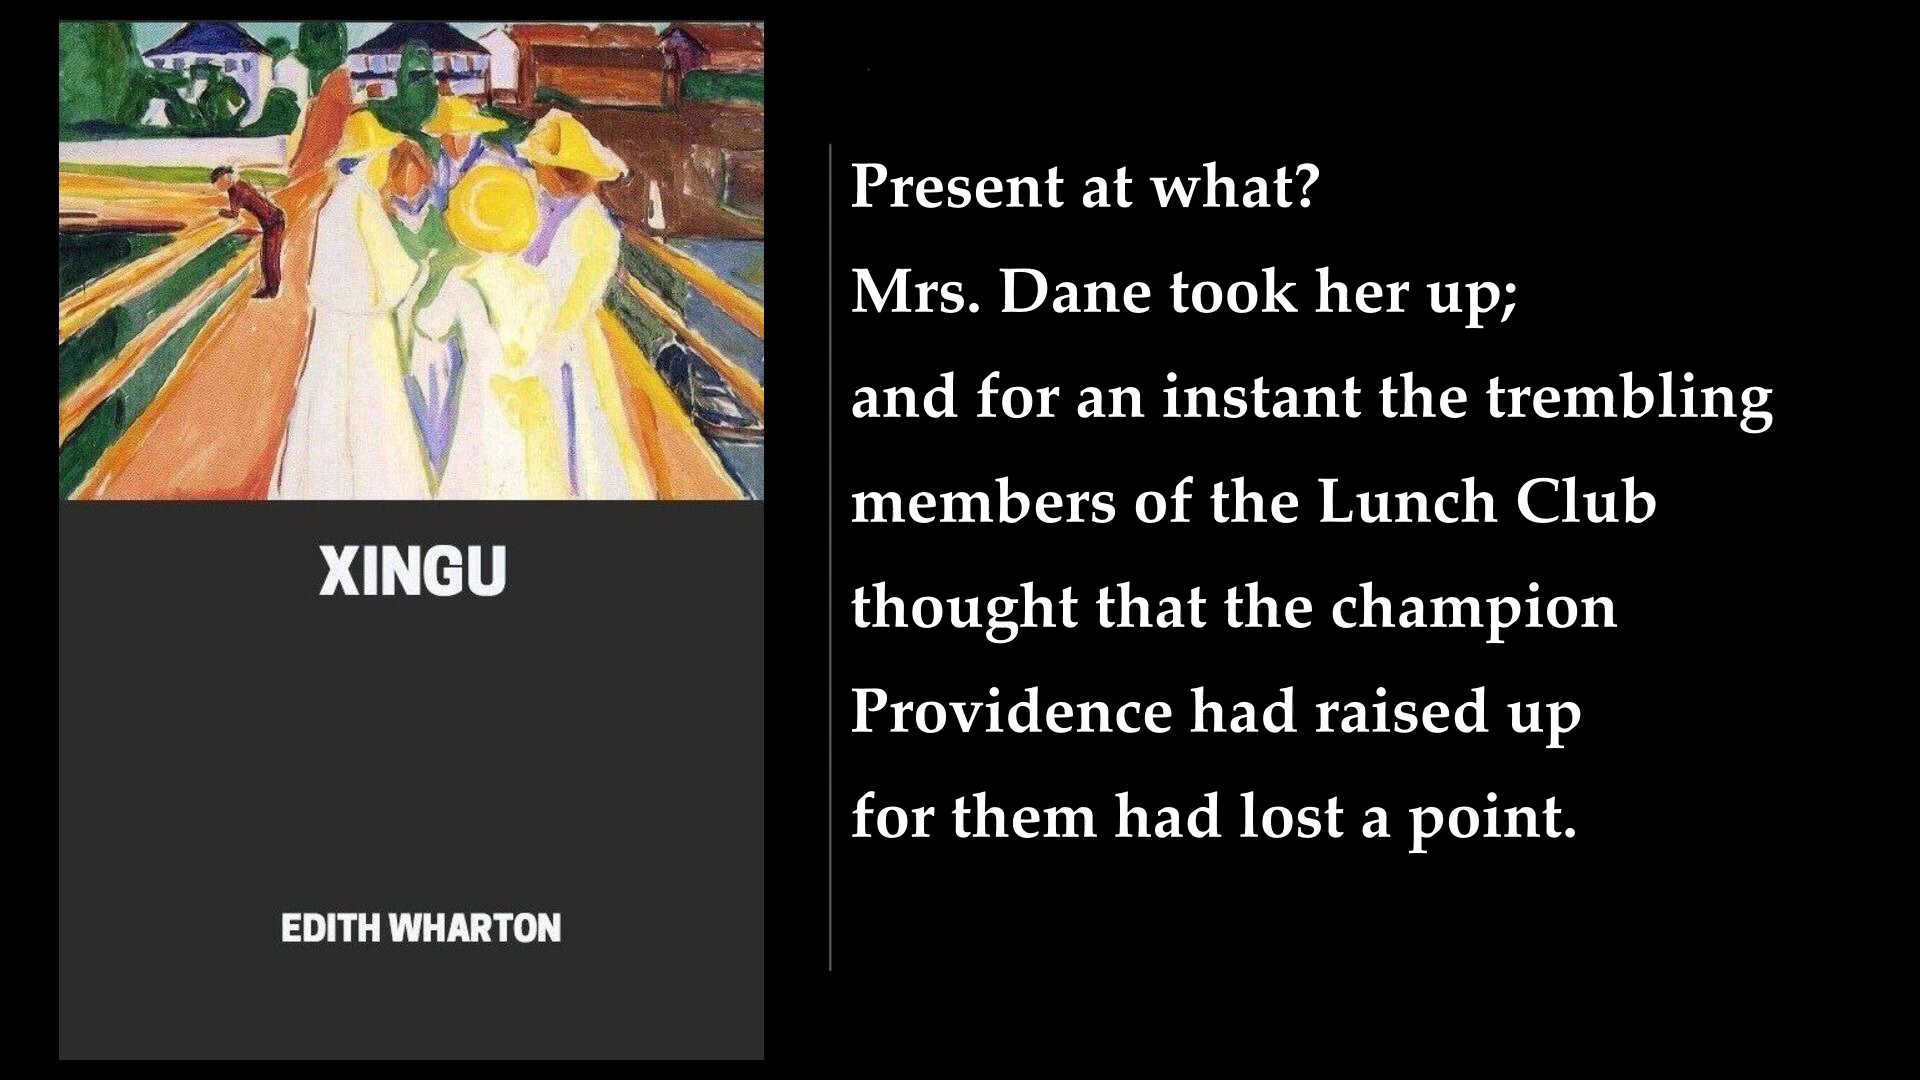 XINGU
EDITH WHARTON
Present at what?
Mrs. Dane took her up;
and for an instant the trembling
members of the Lunch Club
thought that the champion
Providence had raised up
for them had lost a point.